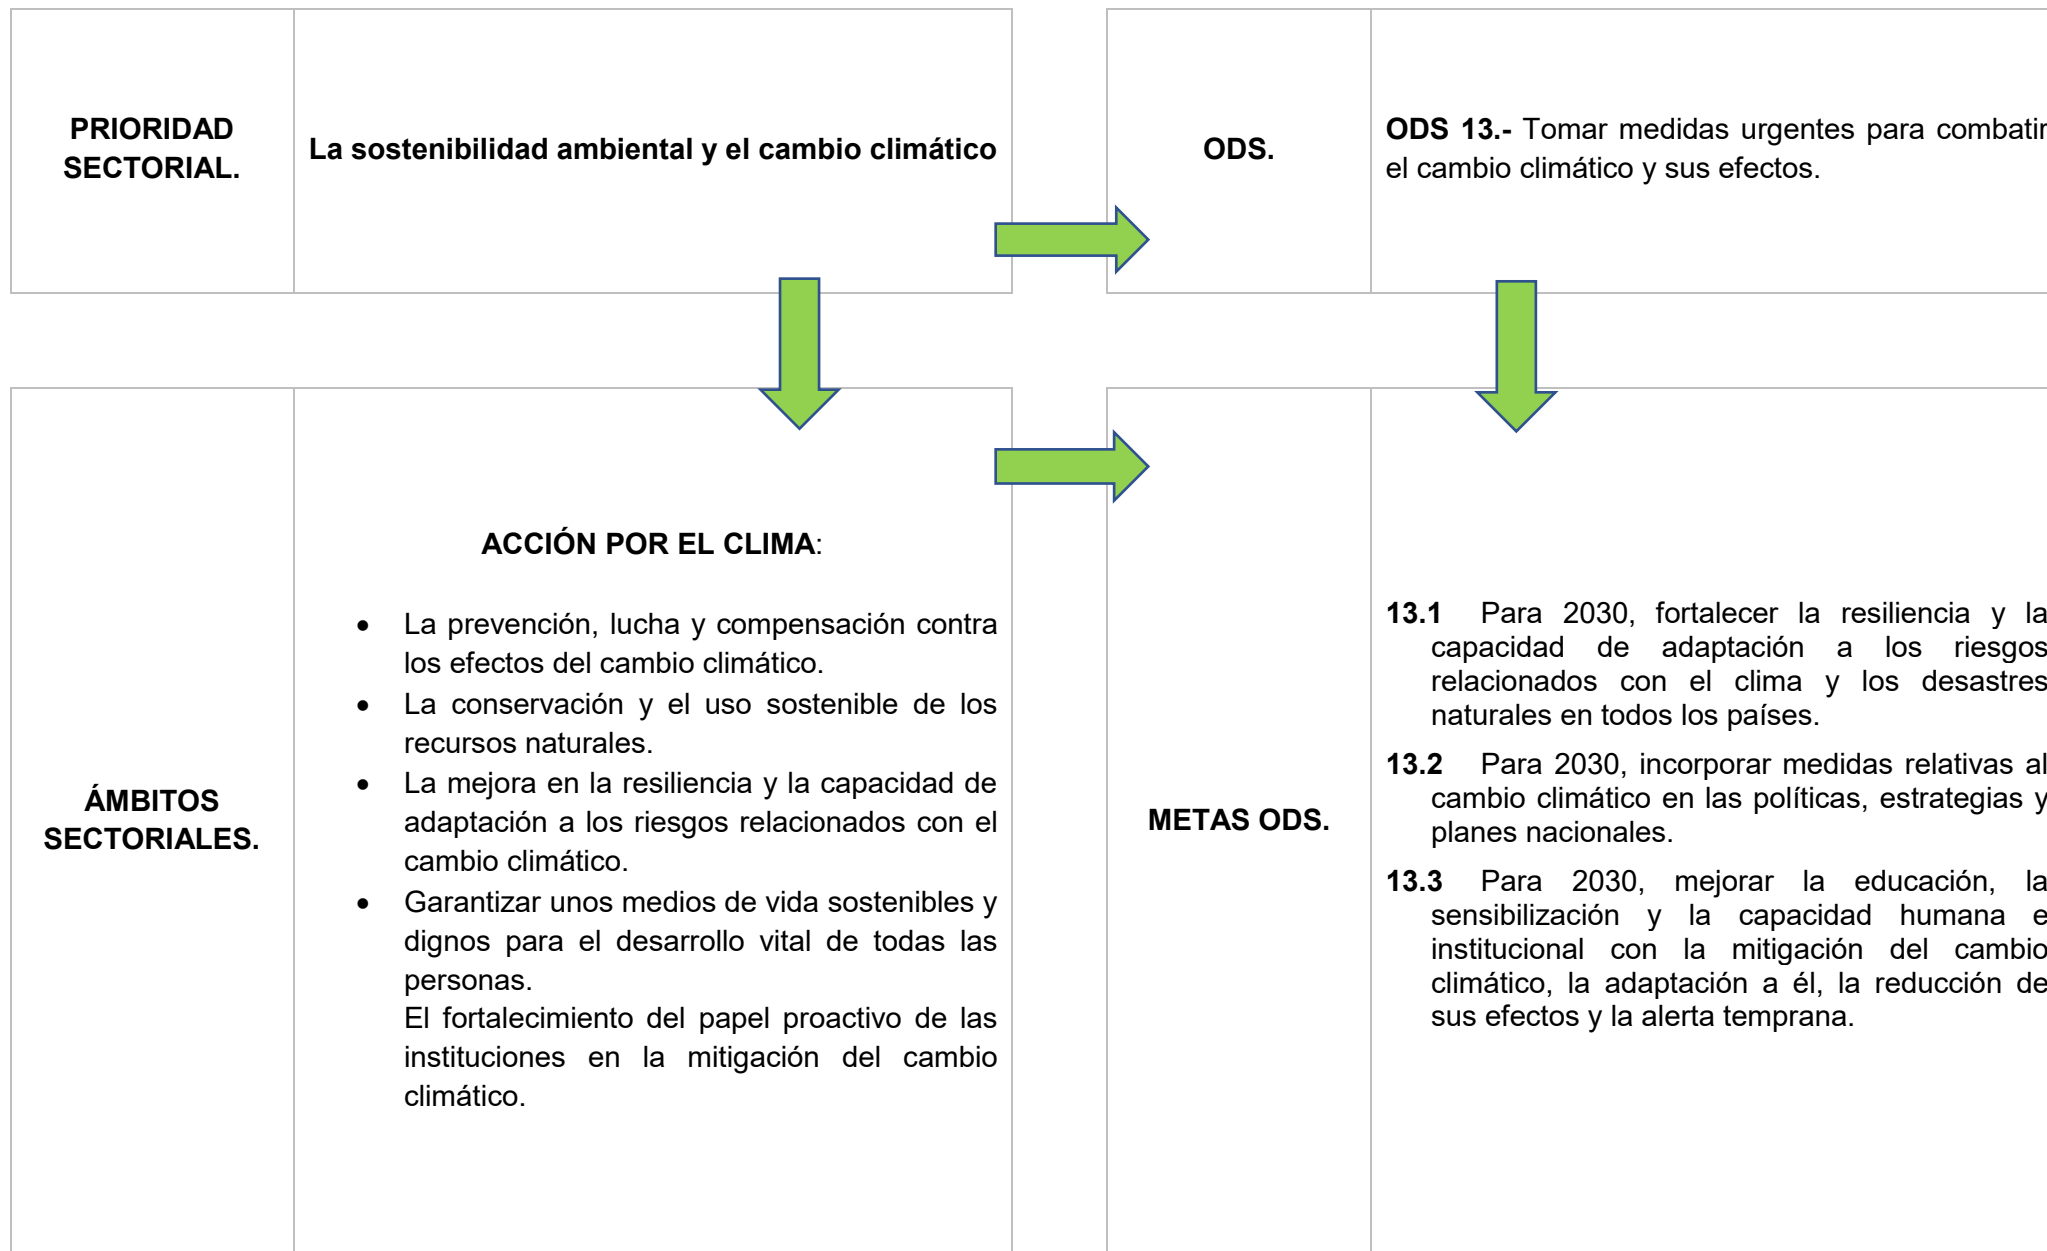 PRIORIDAD
SECTORIAL.
La sostenibilidad ambiental y el cambio climático
ODS.
ODS 13.- Tomar medidas urgentes para combatir
el cambio climático y sus efectos.
ÁMBITOS
SECTORIALES.
ACCIÓN POR EL CLIMA:
• La prevención, lucha y compensación contra
los efectos del cambio climático.
• La conservación y el uso sostenible de los
recursos naturales.
• La mejora en la resiliencia y la capacidad de
adaptación a los riesgos relacionados con el
cambio climático.
• Garantizar unos medios de vida sostenibles y
dignos para el desarrollo vital de todas las
personas.
El fortalecimiento del papel proactivo de las
instituciones en la mitigación del cambio
climático.
METAS ODS.
13.1 Para 2030, fortalecer la resiliencia y la
capacidad de adaptación a los riesgos
relacionados con el clima y los desastres
naturales en todos los países.
13.2 Para 2030, incorporar medidas relativas al
cambio climático en las políticas, estrategias y
planes nacionales.
13.3 Para 2030, mejorar la educación, la
sensibilización y la capacidad humana e
institucional con la mitigación del cambio
climático, la adaptación a él, la reducción de
sus efectos y la alerta temprana.